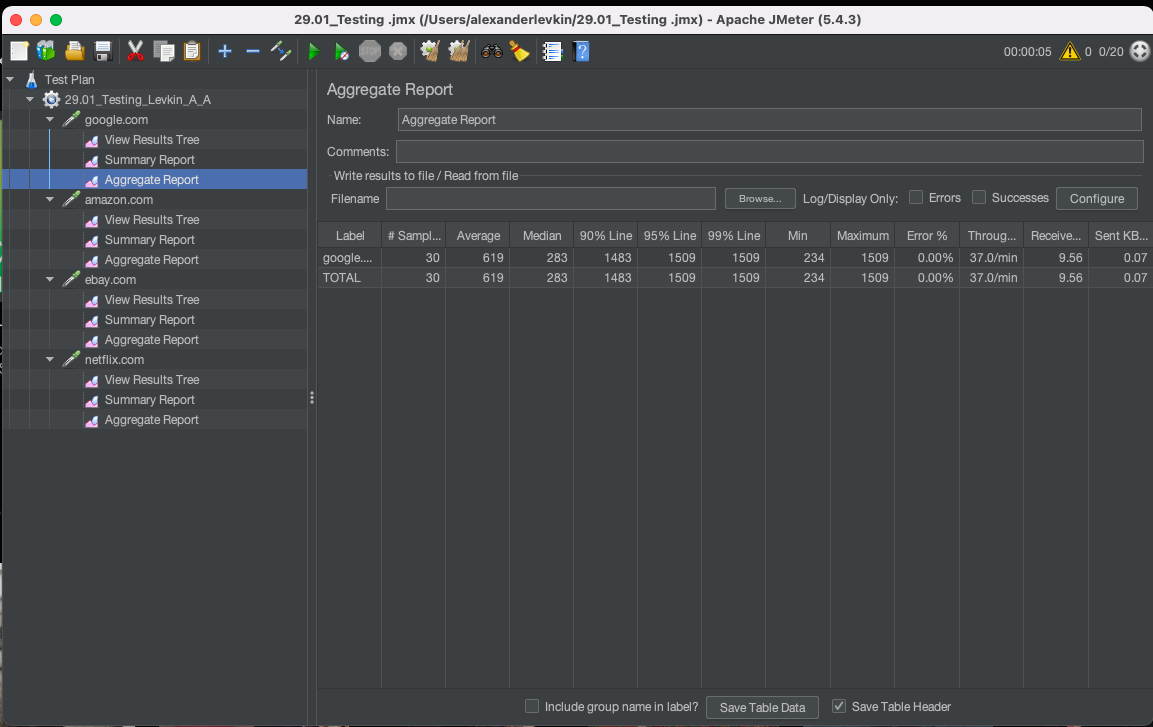 29.01_Testing .jmx (/Users/alexanderlevkin/29.01_Testing .jmx) - Apache JMeter (5.4.3)
STOP 00:00:05 0 0/20
Test Plan
29.01_Testing_Levkin_A_A
google.com
View Results Tree
Summary Report
Aggregate Report
amazon.com
View Results Tree
Summary Report
Aggregate Report
ebay.com
View Results Tree
Summary Report
Aggregate Report
netflix.com
View Results Tree
Summary Report
Aggregate Report
Aggregate Report
Name: Aggregate Report
Comments:
Write results to file / Read from file
Filename Browse... Log/Display Only: Errors Successes Configure
Label # Sampl... Average Median 90% Line 95% Line 99% Line Min Maximum Error % Throug... Receive... Sent KB...
google.... 30 619 283 1483 1509 1509 234 1509 0.00% 37.0/min 9.56 0.07
TOTAL 30 619 283 1483 1509 1509 234 1509 0.00% 37.0/min 9.56 0.07
Include group name in label? Save Table Data Save Table Header